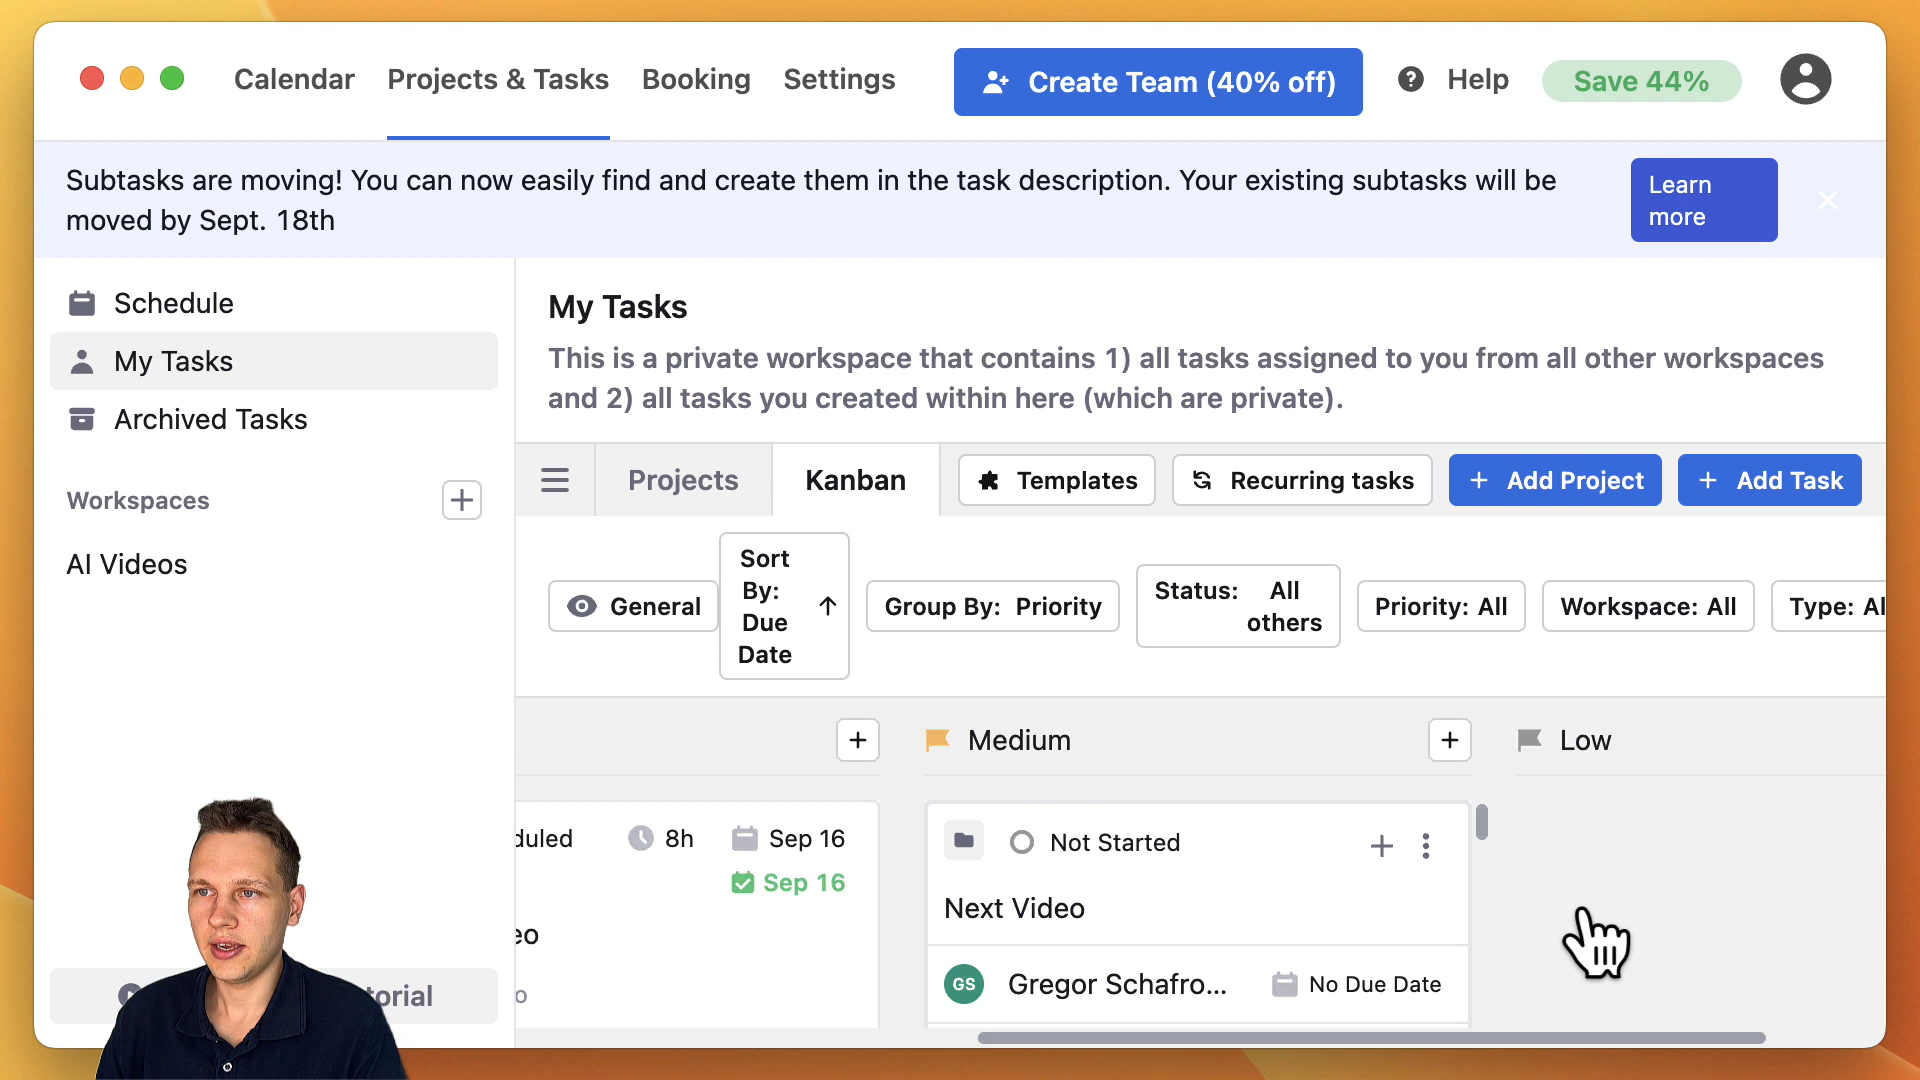 Calendar
Projects & Tasks
Booking
Settings
Create Team (40% off)
Help
Save 44%
Subtasks are moving! You can now easily find and create them in the task description. Your existing subtasks will be
moved by Sept. 18th
Learn
more
Schedule
My Tasks
Archived Tasks
Workspaces
AI Videos
My Tasks
This is a private workspace that contains 1) all tasks assigned to you from all other workspaces
and 2) all tasks you created within here (which are private).
Projects
Kanban
Templates
Recurring tasks
+ Add Project
+ Add Task
General
Sort
By:
Due
Date
Group By: Priority
Status: All
others
Priority: All
Workspace: All
Type: Al
Medium
Low
duled
8h
Sep 16
Sep 16
eo
o
Not Started
Next Video
GS
Gregor Schafro...
No Due Date
torial